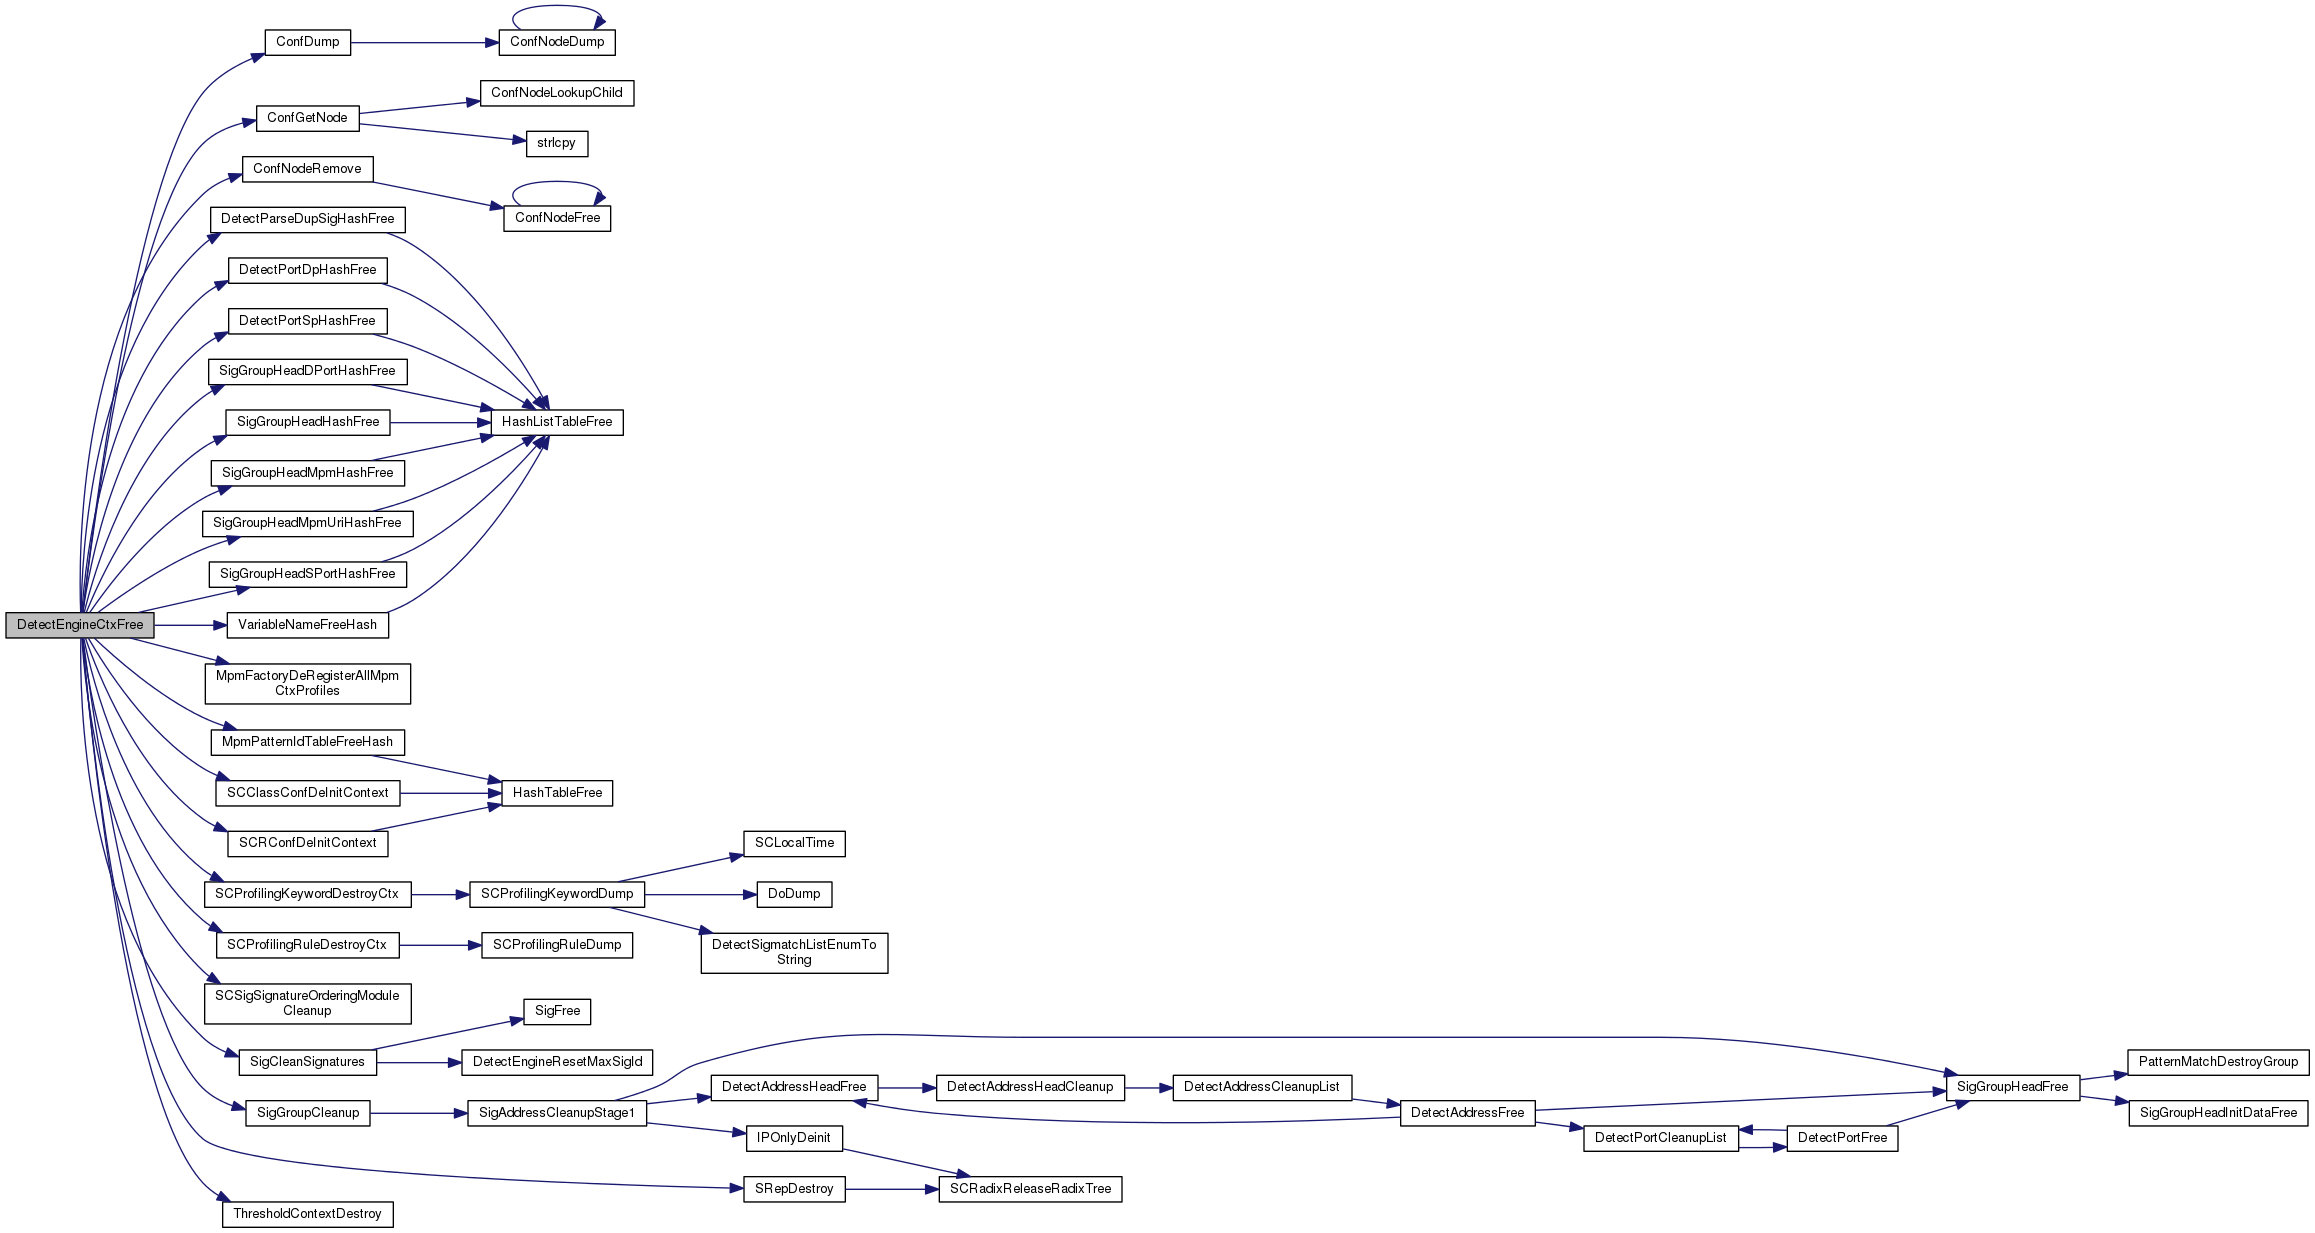 ConfDump
ConfNodeDump
ConfNodeLookupChild
ConfGetNode
strlcpy
ConfNodeRemove
ConfNodeFree
DetectParseDupSigHashFree
DetectPortDpHashFree
DetectPortSpHashFree
SigGroupHeadDPortHashFree
SigGroupHeadHashFree
HashListTableFree
SigGroupHeadMpmHashFree
SigGroupHeadMpmUriHashFree
SigGroupHeadSPortHashFree
DetectEngineCtxFree
VariableNameFreeHash
MpmFactoryDeRegisterAllMpm
CtxProfiles
MpmPatternIdTableFreeHash
SCClassConfDeInitContext
HashTableFree
SCRConfDeInitContext
SCLocalTime
SCProfilingKeywordDestroyCtx
SCProfilingKeywordDump
DoDump
SCProfilingRuleDestroyCtx
SCProfilingRuleDump
DetectSigmatchListEnumTo
String
SCSigSignatureOrderingModule
Cleanup
SigFree
SigCleanSignatures
DetectEngineResetMaxSigId
PatternMatchDestroyGroup
DetectAddressHeadFree
DetectAddressHeadCleanup
DetectAddressCleanupList
SigGroupHeadFree
SigGroupCleanup
SigAddressCleanupStage1
DetectAddressFree
SigGroupHeadInitDataFree
IPOnlyDeinit
DetectPortCleanupList
DetectPortFree
SRepDestroy
SCRadixReleaseRadixTree
ThresholdContextDestroy